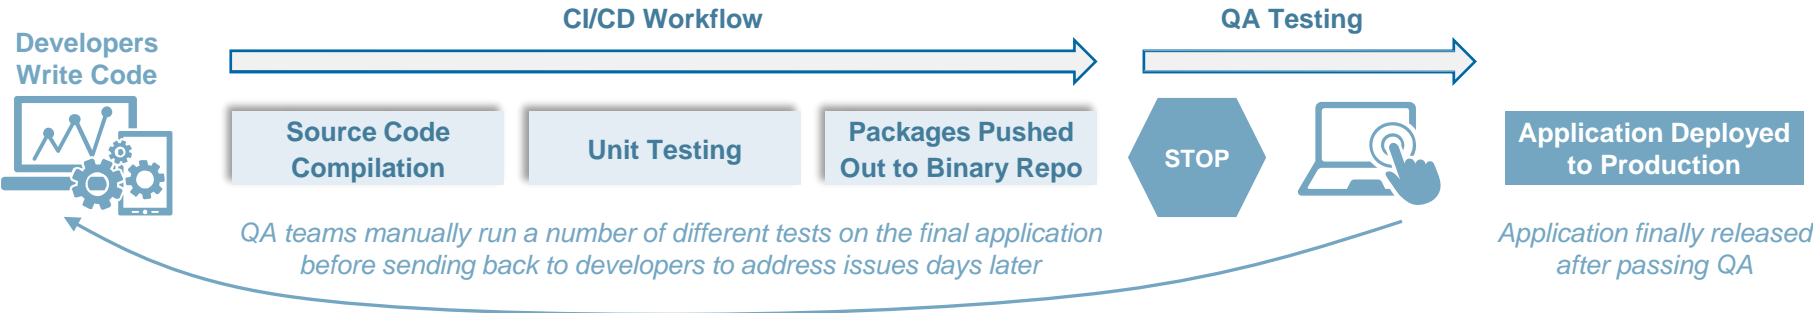 CI/CD Workflow
QA Testing
Developers
Write Code
Source Code
Compilation
Unit Testing
Packages Pushed
Out to Binary Repo
STOP
Application Deployed
to Production
QA teams manually run a number of different tests on the final application
before sending back to developers to address issues days later
Application finally released
after passing QA